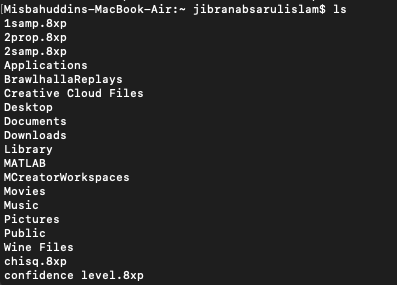 [Misbahuddins-MacBook-Air:~ jibranabsarulislam$ ls
1samp.8xp
2prop.8xp
2samp.8xp
Applications
BrawlhallaReplays
Creative Cloud Files
Desktop
Documents
Downloads
Library
MATLAB
MCreatorWorkspaces
Movies
Music
Pictures
Public
Wine Files
chisq.8xp
confidence level.8xp